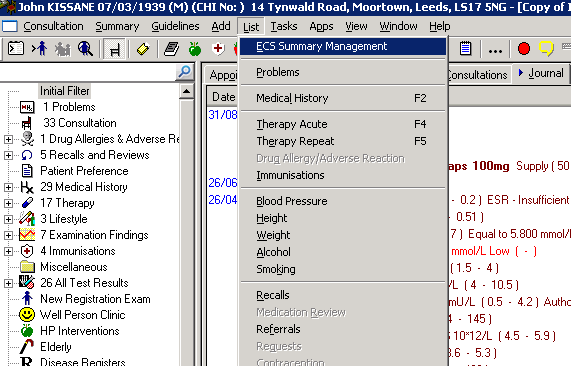 John KISSANE 07/03/1939 (M) (CHI No: ) 14 Tynwald Road, Moortown, Leeds, LS17 5NG - [Copy of I
Consultation Summary Guidelines Add List Tasks Apps View Window Help
ECS Summary Management
Appoi
Consultations
Journal
Initial Filter
Problems
Date
1 Problems
Medical History F2
31/08
33 Consultation
1 Drug Allergies & Adverse Re
Therapy Acute F4
5 Recalls and Reviews
Therapy Repeat F5
Patient Preference
Drug Allergy/Adverse Reaction
aps 100mg Supply ( 50
29 Medical History
Immunisations
26/06
17 Therapy
26/04
Blood Pressure
- 0.2 ) ESR - Insufficient
3 Lifestyle
Height
- 0.51 )
7 Examination Findings
Weight
7 ) Equal to 5.800 mmol/L
4 Immunisations
Alcohol
mmol/L Low ( - )
Miscellaneous
Smoking
(1.5 - 4 )
26 All Test Results
/L ( 4 - 10.5 )
New Registration Exam
Recalls
mU/L (0.5 - 4.2 ) Autho
Well Person Clinic
Medication Review
- 145 )
HP Interventions
Referrals
10*12/L ( 4.5 - 5.9 )
Elderly
Requests
3.6 - 5.3 )
Disease Registers
Contraception